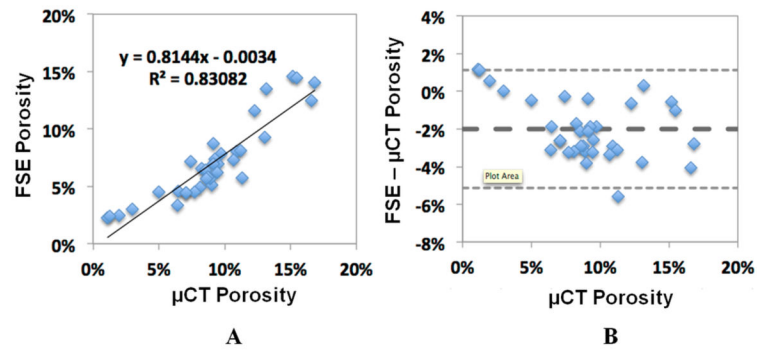 20%
15%
10%
5%
0%
FSE Porosity
y = 0.8144x - 0.0034
R² = 0.83082
0% 5% 10% 15% 20%
µCT Porosity
A
4%
2%
0%
-2%
-4%
-6%
-8%
FSE – µCT Porosity
Plot Area
0% 5% 10% 15% 20%
µCT Porosity
B